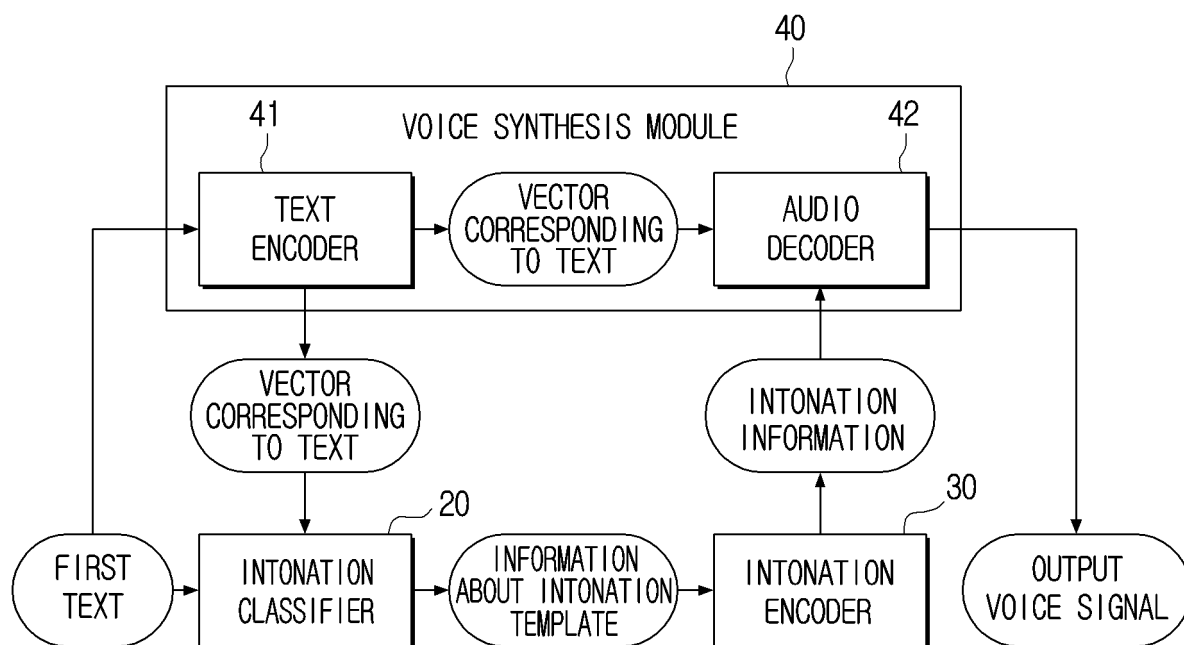 40
VOICE SYNTHESIS MODULE
41
42
TEXT
ENCODER
VECTOR
CORRESPONDING
TO TEXT
AUDIO
DECODER
VECTOR
CORRESPONDING
TO TEXT
INTONATION
INFORMATION
20
30
FIRST
TEXT
INTONATION
CLASSIFIER
INFORMATION
ABOUT INTONATION
TEMPLATE
INTONATION
ENCODER
OUTPUT
VOICE SIGNAL